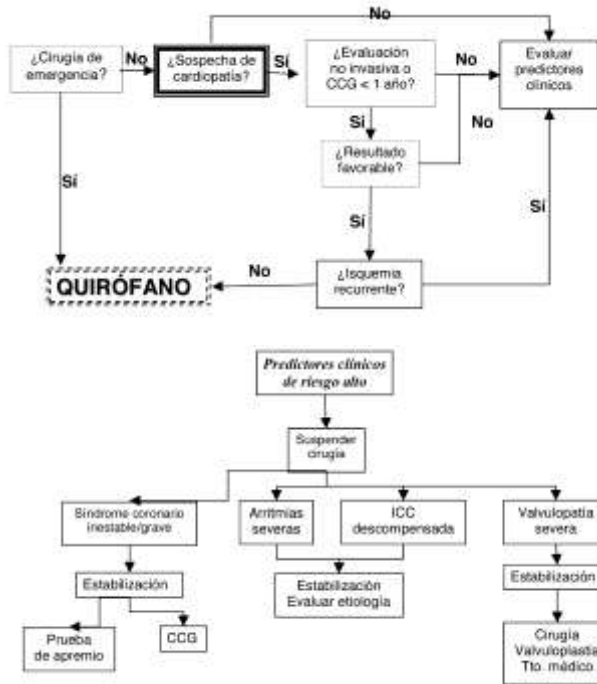 No
¿Cirugía de
emergencia?
No
¿Sospecha de
cardiopatía?
Sí
¿Evaluación
no invasiva o
CCG < 1 año?
No
Evaluar
predictores
clínicos
Sí
No
¿Resultado
favorable?
Sí
Sí
Sí
QUIRÓFANO
No
¿Isquemia
recurrente?
Predictores clínicos
de riesgo alto
Suspender
cirugía
Síndrome coronario
inestable/grave
Arritmias
severas
ICC
descompensada
Valvulopatía
severa
Estabilización
Estabilización
Evaluar etiología
Estabilización
Prueba
de apremio
CCG
Cirugía
Valvuloplastía
Tto. médico